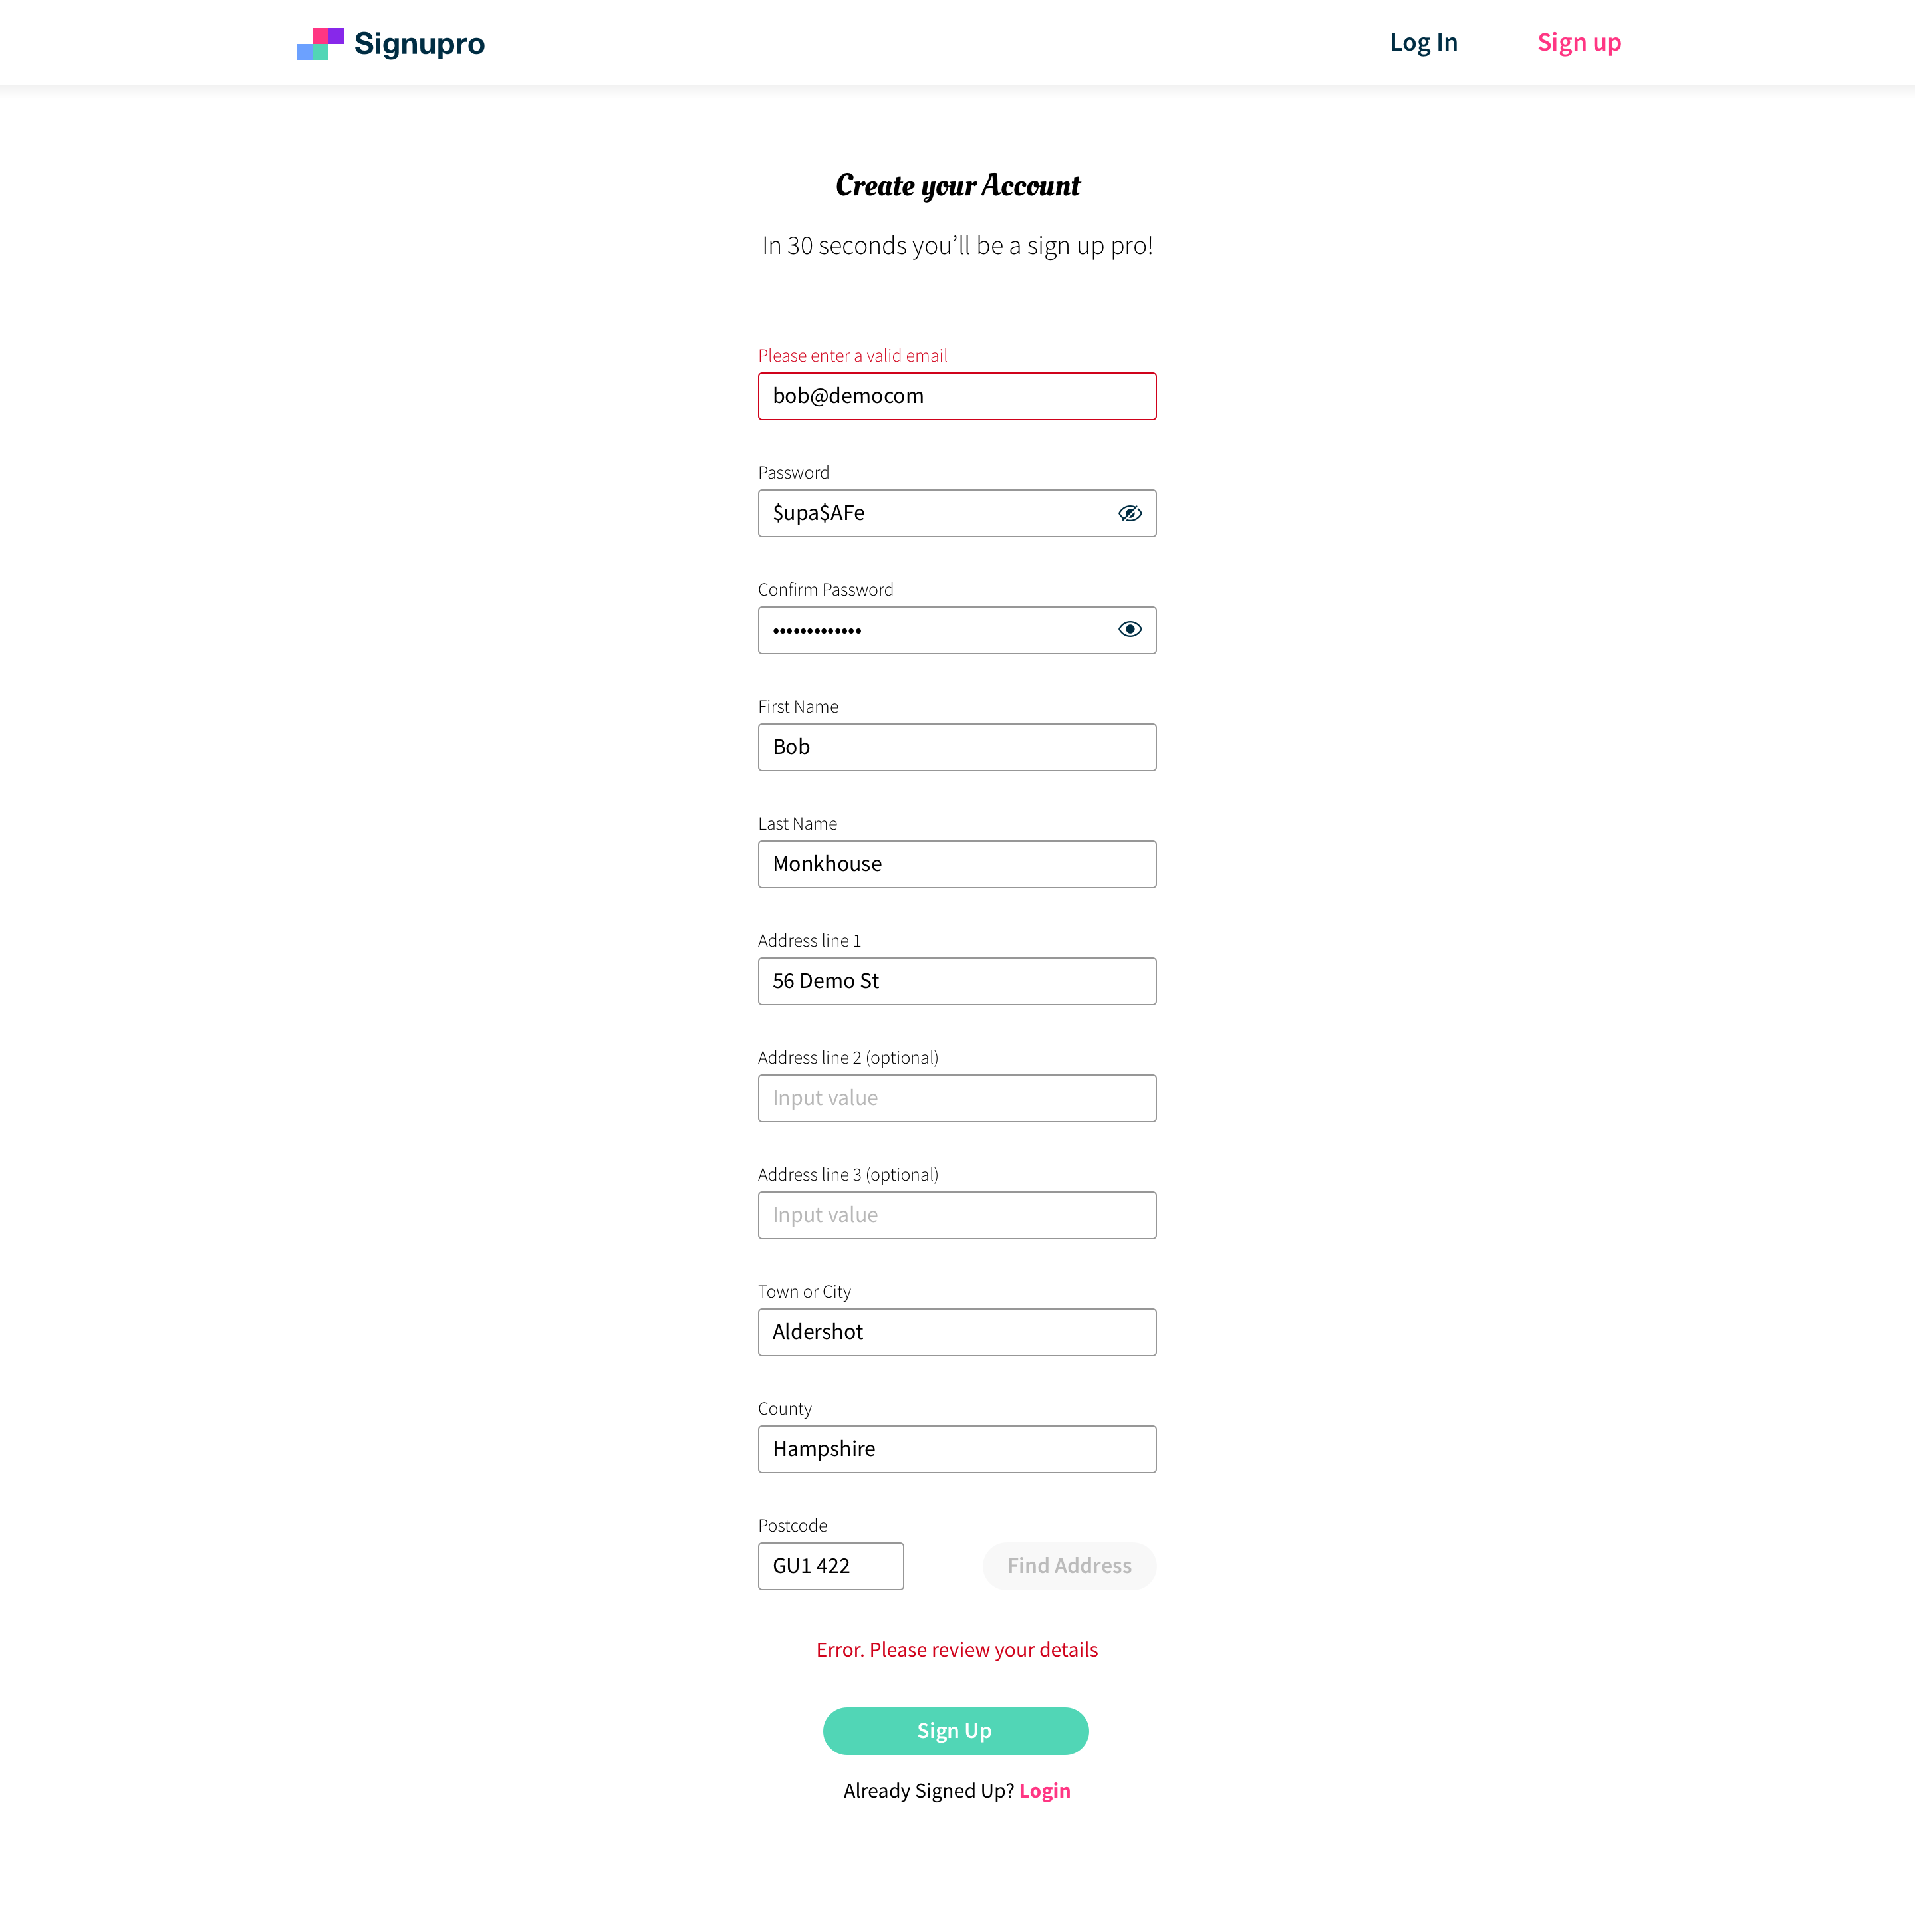 Signupro
Log In
Sign up
Create your Account
In 30 seconds you’ll be a sign up pro!
Please enter a valid email
bob@democom
Password
$upa$AFe
Confirm Password
•••••••••••••
First Name
Bob
Last Name
Monkhouse
Address line 1
56 Demo St
Address line 2 (optional)
Input value
Address line 3 (optional)
Input value
Town or City
Aldershot
County
Hampshire
Postcode
GU1 422
Find Address
Error. Please review your details
Sign Up
Already Signed Up? Login